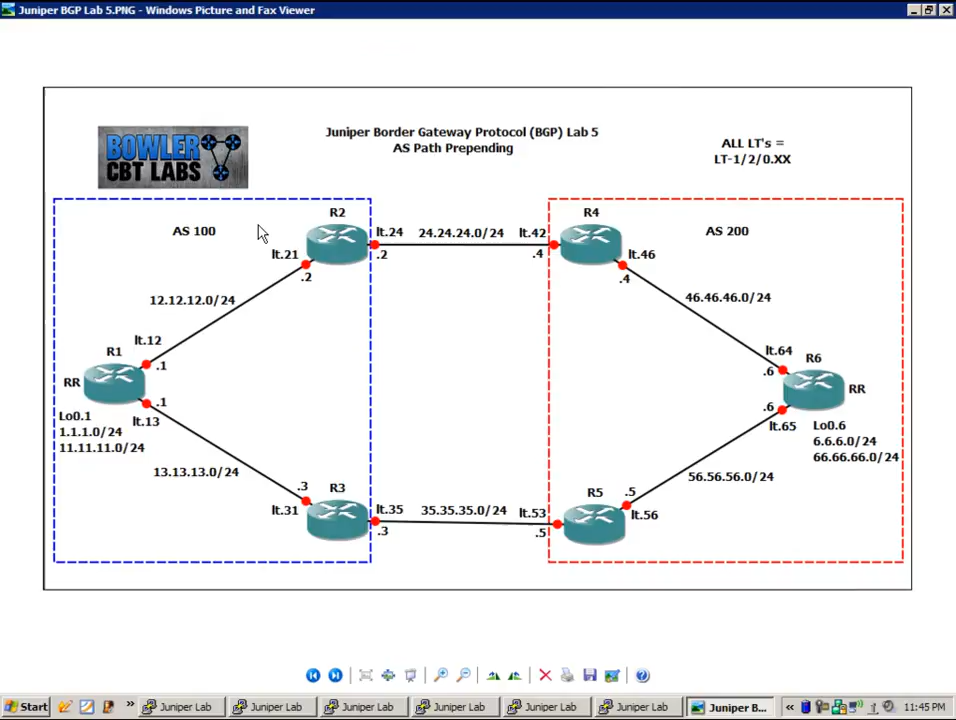 Juniper BGP Lab 5.PNG - Windows Picture and Fax Viewer
BOWLER
CBT LABS
Juniper Border Gateway Protocol (BGP) Lab 5
AS Path Prepending
ALL LT's =
LT-1/2/0.XX
AS 100
R2
lt.24
24.24.24.0/24
lt.42
R4
AS 200
.2
.4
lt.21
.2
lt.46
.4
12.12.12.0/24
46.46.46.0/24
lt.12
R1
.1
RR
lt.64
R6
.6
RR
.1
lt.13
Lo0.1
1.1.1.0/24
11.11.11.0/24
.6
lt.65
Lo0.6
6.6.6.0/24
66.66.66.0/24
13.13.13.0/24
56.56.56.0/24
.3
R3
lt.31
lt.35
35.35.35.0/24
lt.53
R5
.5
lt.56
.3
.5
Start
»
Juniper Lab
Juniper Lab
Juniper Lab
Juniper Lab
Juniper Lab
Juniper Lab
Juniper B...
«
11:45 PM